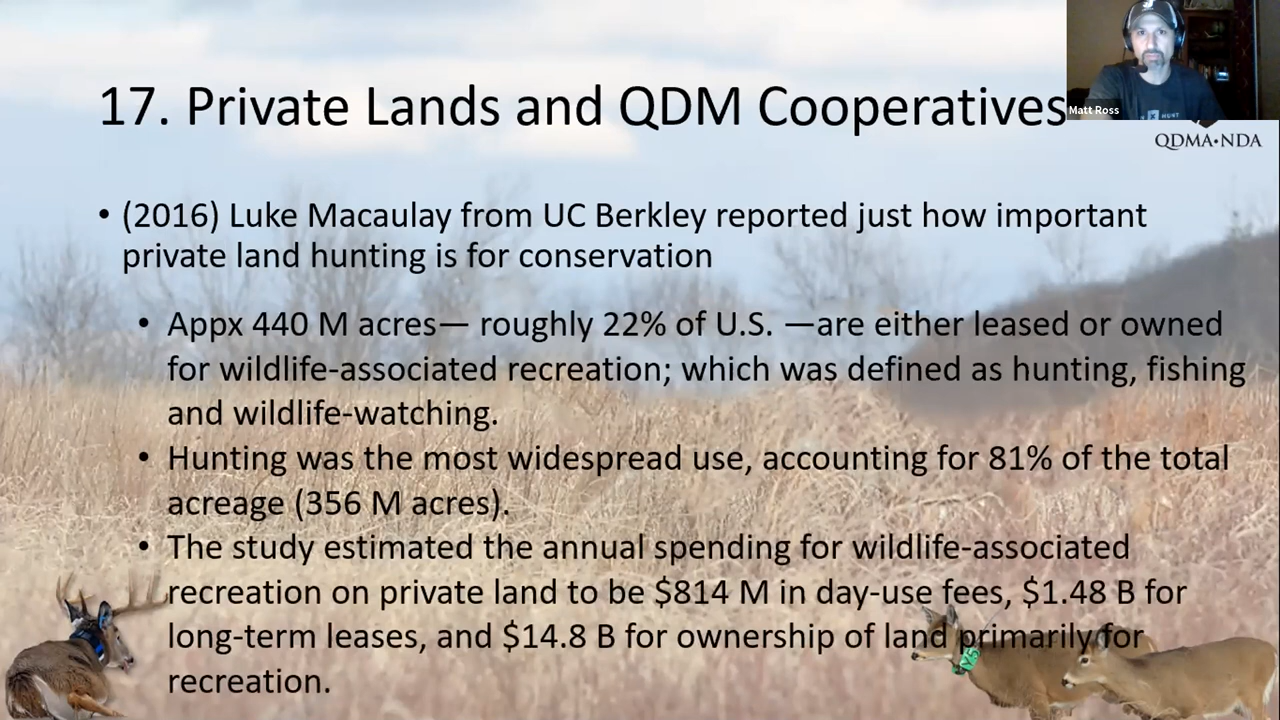 17. Private Lands and QDM Cooperatives
Matt Ross
QDMA•NDA
• (2016) Luke Macaulay from UC Berkley reported just how important
private land hunting is for conservation
• Appx 440 M acres— roughly 22% of U.S. —are either leased or owned
for wildlife-associated recreation; which was defined as hunting, fishing
and wildlife-watching.
• Hunting was the most widespread use, accounting for 81% of the total
acreage (356 M acres).
• The study estimated the annual spending for wildlife-associated
recreation on private land to be $814 M in day-use fees, $1.48 B for
long-term leases, and $14.8 B for ownership of land primarily for
recreation.